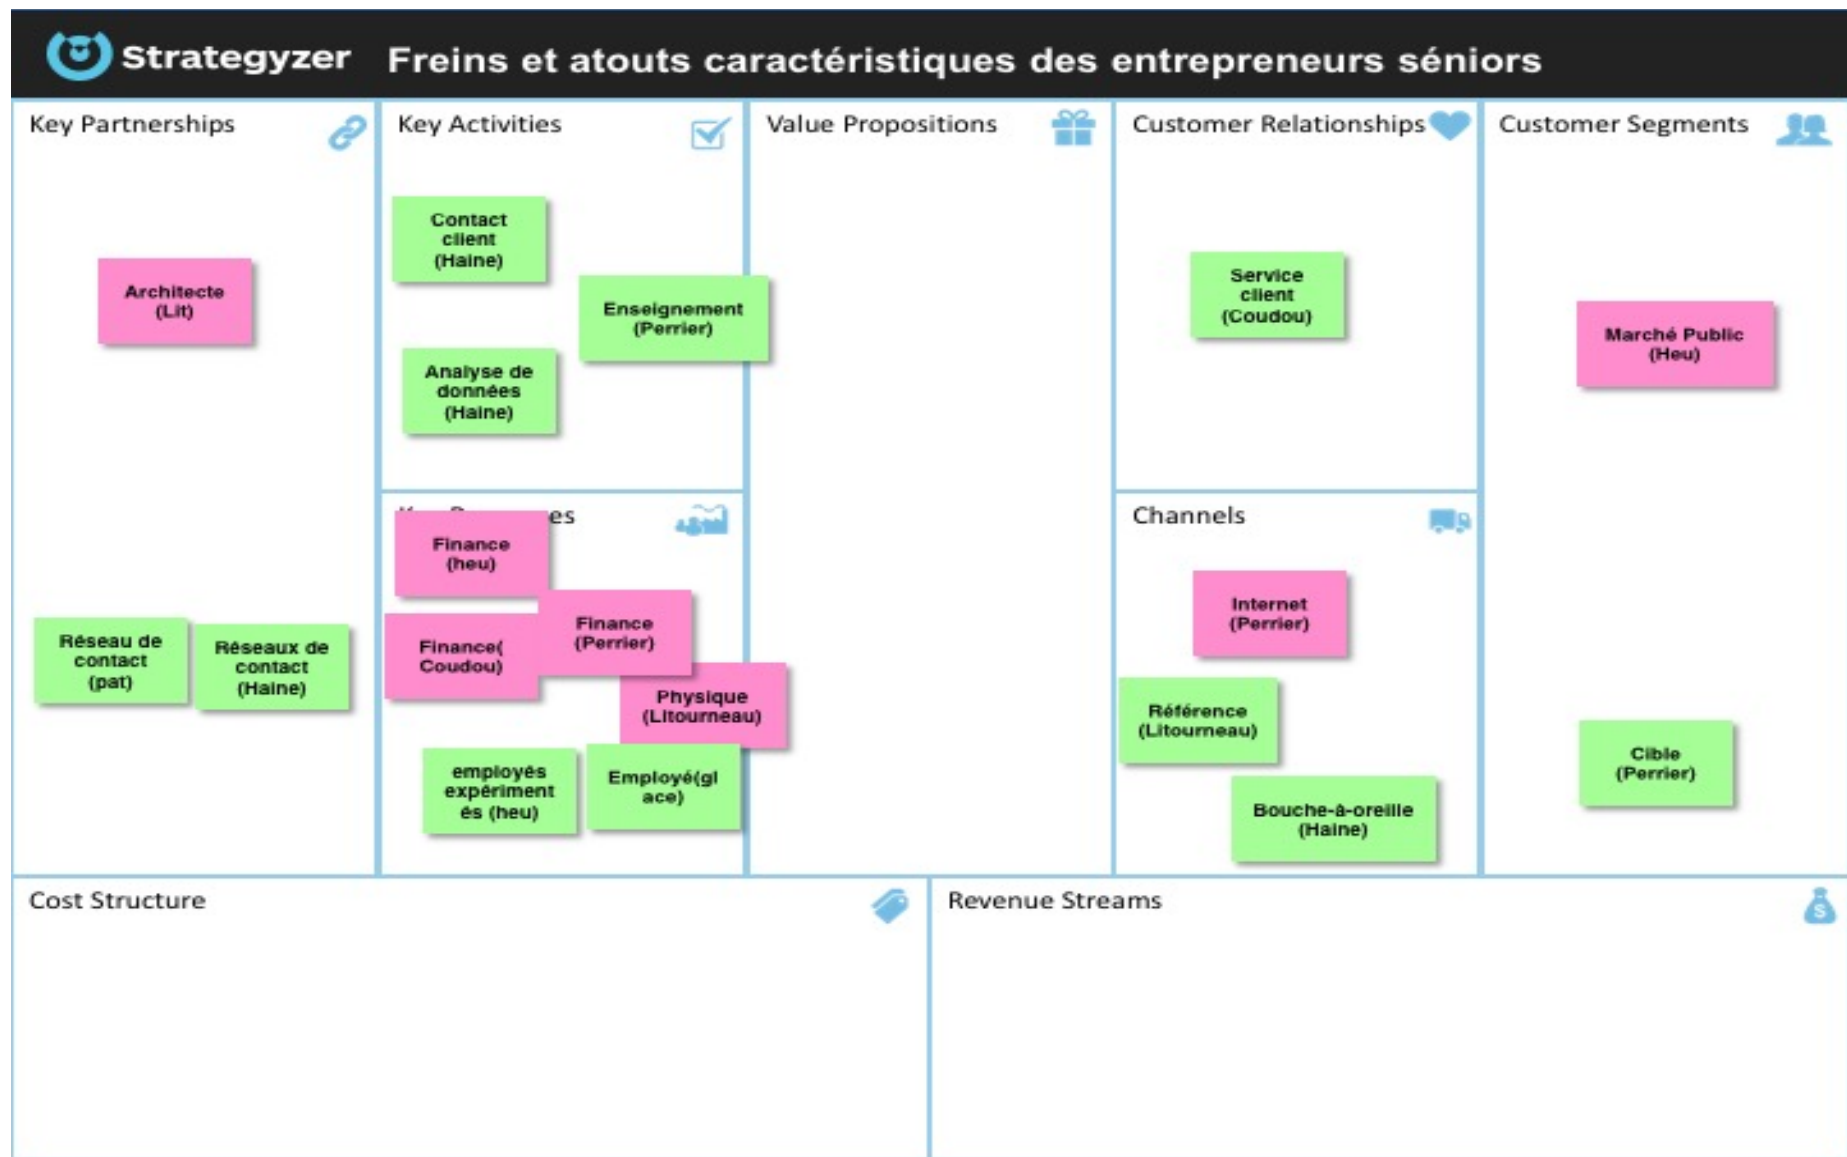 Strategyzer Freins et atouts caractéristiques des entrepreneurs séniors
Key Partnerships
Architecte
(Lit)
Réseau de
contact
(pat)
Réseaux de
contact
(Haine)
Key Activities
Contact
client
(Haine)
Enseignement
(Perrier)
Analyse de
données
(Haine)
Finance
(heu)
Finance
(Perrier)
Finance(
Coudou)
Physique
(Litourneau)
employés
expériment
és (heu)
Employé(gl
ace)
Value Propositions
Customer Relationships
Service
client
(Coudou)
Channels
Internet
(Perrier)
Référence
(Litourneau)
Bouche-à-oreille
(Haine)
Customer Segments
Marché Public
(Heu)
Cible
(Perrier)
Cost Structure
Revenue Streams